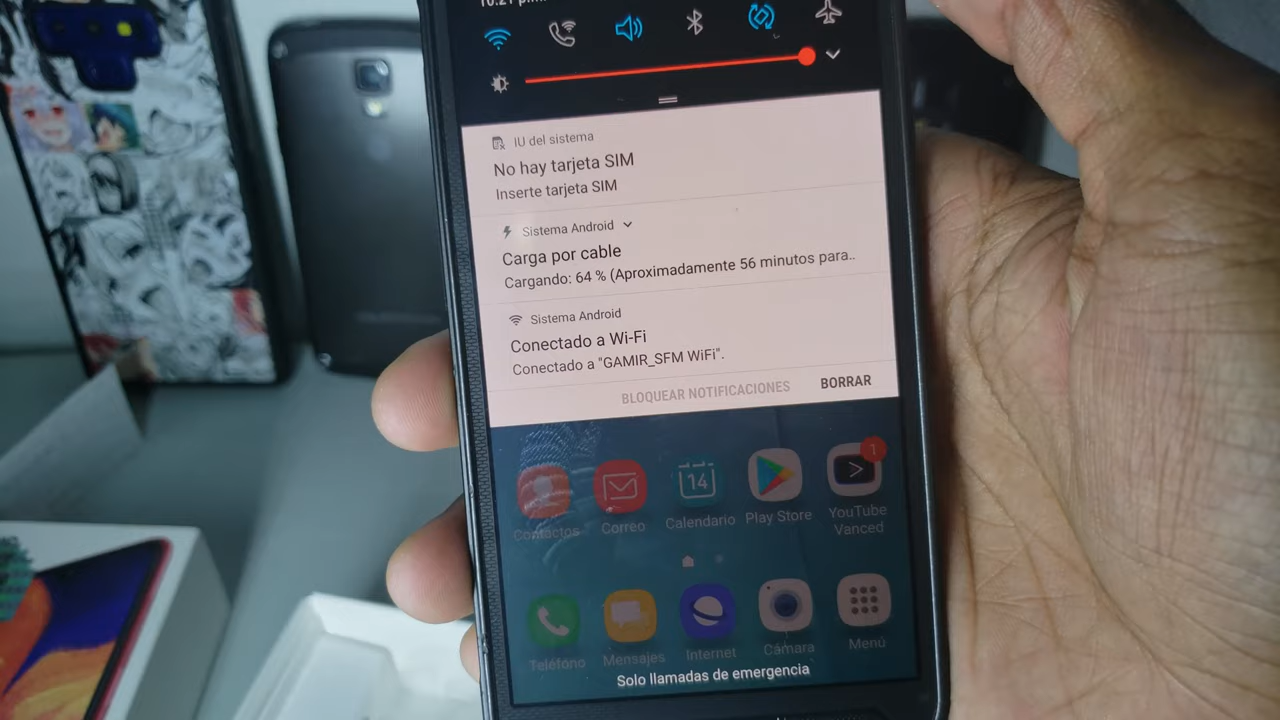 IU del sistema
No hay tarjeta SIM
Inserte tarjeta SIM
Sistema Android
Carga por cable
Cargando: 64 % (Aproximadamente 56 minutos para..
Sistema Android
Conectado a Wi-Fi
Conectado a "GAMIR_SFM WiFi".
BLOQUEAR NOTIFICACIONES BORRAR
14
1
Contactos Correo Calendario Play Store YouTube
Vanced
Teléfono Mensajes Internet Cámara Menú
Solo llamadas de emergencia